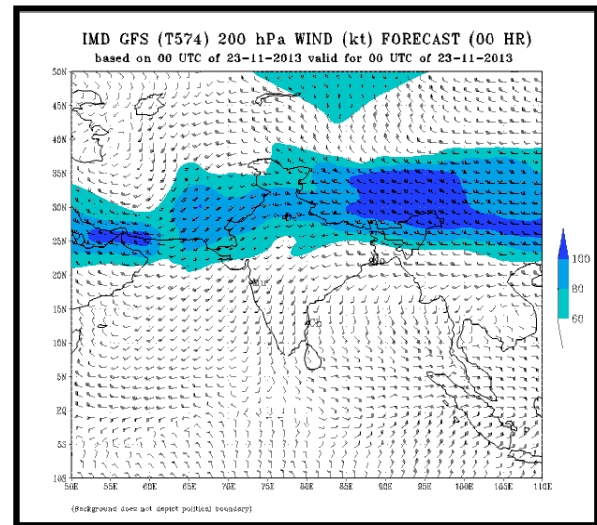 IMD GFS (T574) 200 hPa WIND (kt) FORECAST (00 HR)
based on 00 UTC of 23-11-2013 valid for 00 UTC of 23-11-2013
50N
45N
40N
35N
30N
25N
20N
15N
10N
5N
EQ
5S
10S
50E 55E 60E 65E 70E 75E 80E 85E 90E 95E 100E 105E 110E
100
80
60
(Background does not depict political boundary)